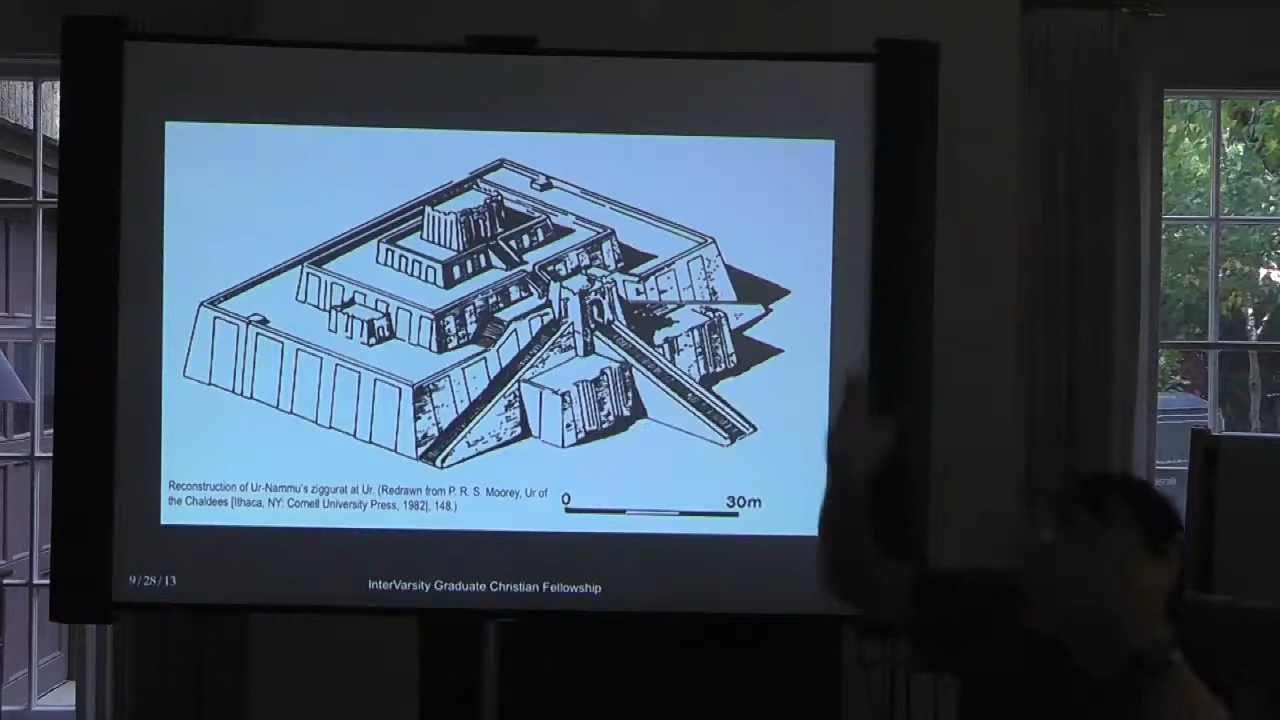 Reconstruction of Ur-Nammu's ziggurat at Ur. (Redrawn from P. R. S. Moorey, Ur of
the Chaldees [Ithaca, NY: Cornell University Press, 1982], 148.)
0 30m
9/28/13 InterVarsity Graduate Christian Fellowship